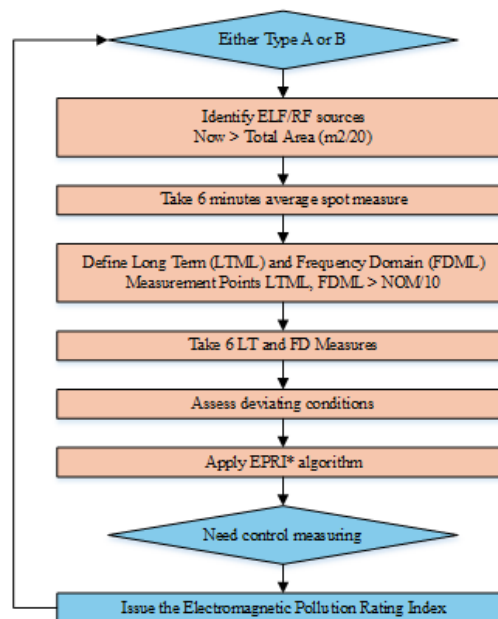 Either Type A or B
Identify ELF/RF sources
Now > Total Area (m2/20)
Take 6 minutes average spot measure
Define Long Term (LTML) and Frequency Domain (FDML)
Measurement Points LTML, FDML > NOM/10
Take 6 LT and FD Measures
Assess deviating conditions
Apply EPRI* algorithm
Need control measuring
Issue the Electromagnetic Pollution Rating Index